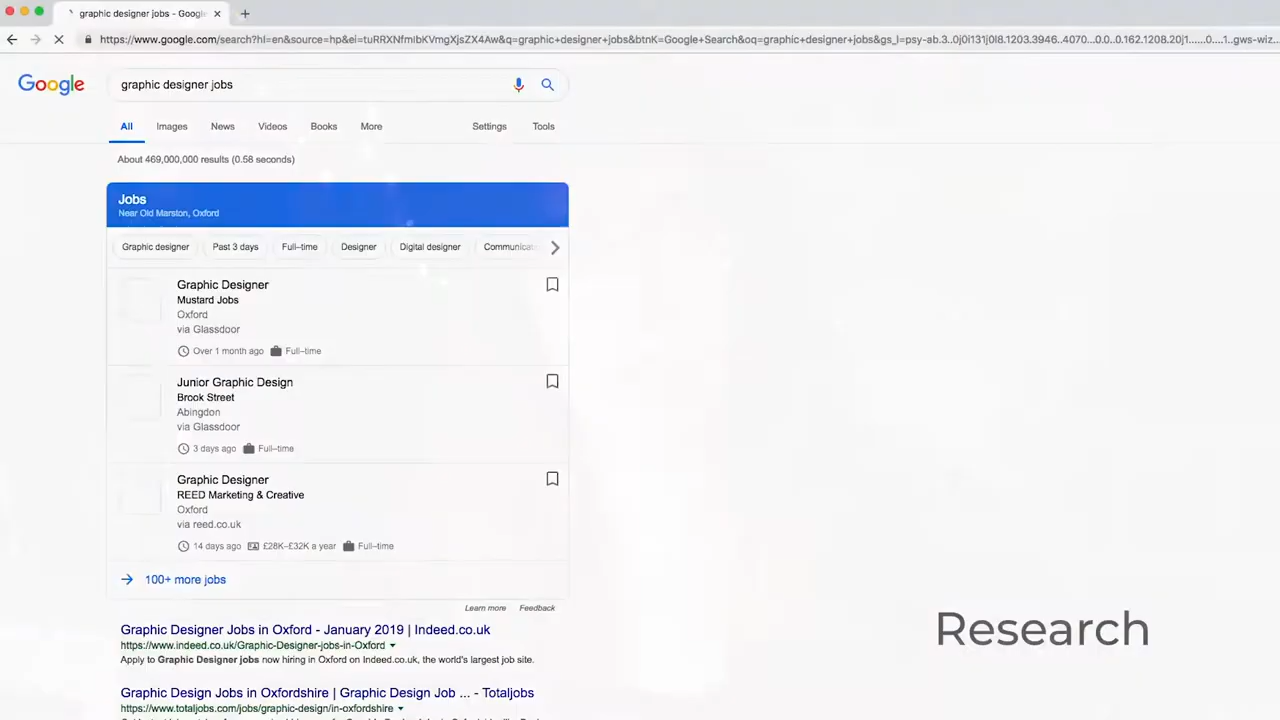 graphic designer jobs - Google
https://www.google.com/search?hl=en&source=hp&ei=tuRRXNfmIbKVmgXjsZX4Aw&q=graphic+designer+jobs&btnK=Google+Search&oq=graphic+designer+jobs&gs_l=psy-ab.3..0j0i131j0l8.1203.3946..4070...0.0..0.162.1208.20j1......0....1..gws-wiz...
Google
graphic designer jobs
All Images News Videos Books More Settings Tools
About 469,000,000 results (0.58 seconds)
Jobs
Near Old Marston, Oxford
Graphic designer Past 3 days Full–time Designer Digital designer Communicat
Graphic Designer
Mustard Jobs
Oxford
via Glassdoor
Over 1 month ago Full–time
Junior Graphic Design
Brook Street
Abingdon
via Glassdoor
3 days ago Full–time
Graphic Designer
REED Marketing & Creative
Oxford
via reed.co.uk
14 days ago £28K–£32K a year Full–time
100+ more jobs
Learn more Feedback
Graphic Designer Jobs in Oxford - January 2019 | Indeed.co.uk
https://www.indeed.co.uk/Graphic-Designer-jobs-in-Oxford
Apply to Graphic Designer jobs now hiring in Oxford on Indeed.co.uk, the world's largest job site.
Research
Graphic Design Jobs in Oxfordshire | Graphic Design Job ... - Totaljobs
https://www.totaljobs.com/jobs/graphic-design/in-oxfordshire